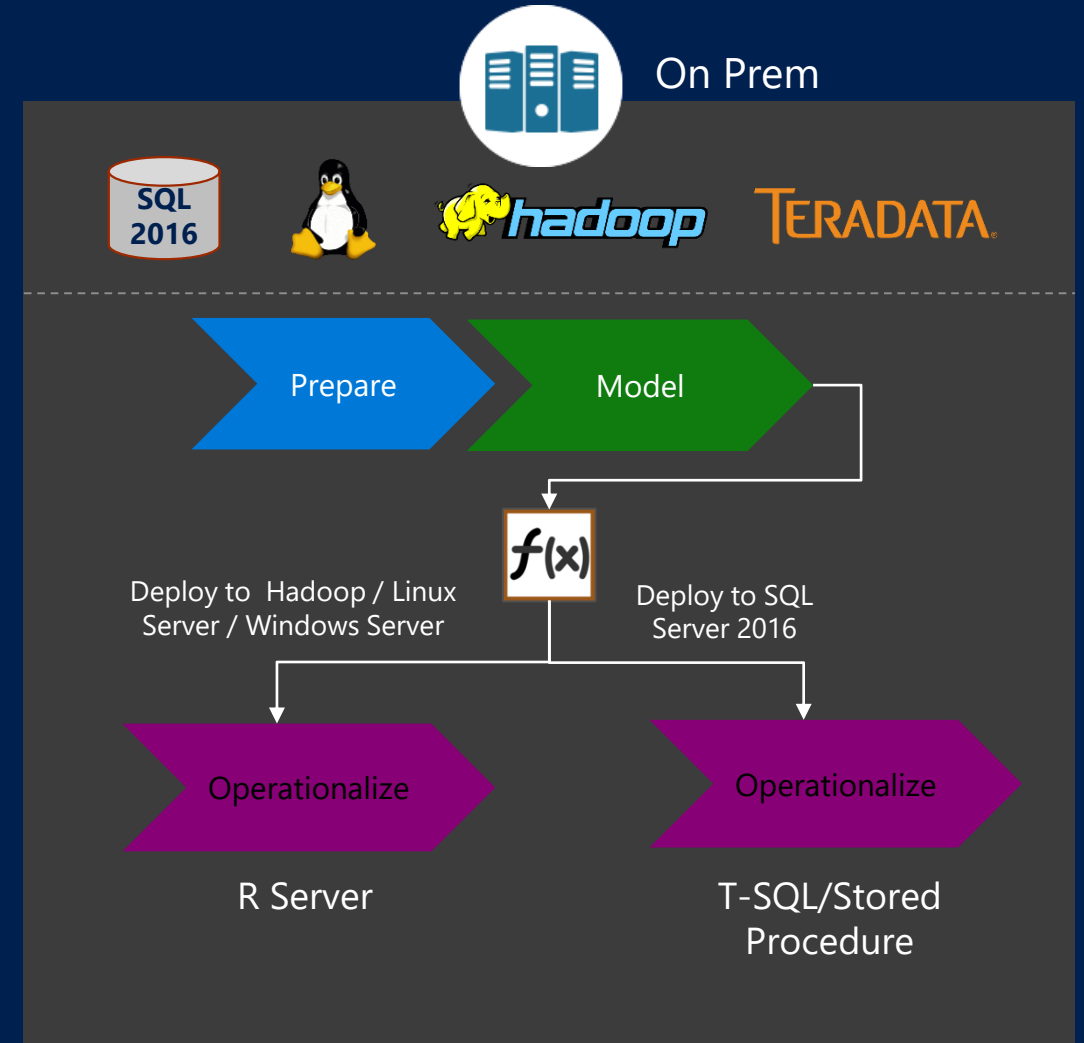 On Prem
SQL
2016
hadoop
TERADATA®
Prepare
Model
f(x)
Deploy to Hadoop / Linux
Server / Windows Server
Deploy to SQL
Server 2016
Operationalize
Operationalize
R Server
T-SQL/Stored
Procedure